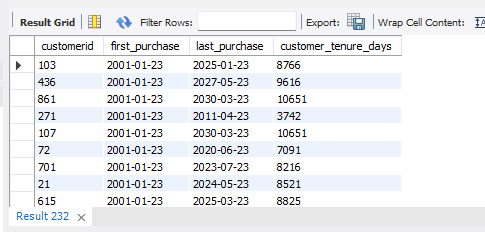 Result Grid Filter Rows: Export: Wrap Cell Content:
customerid first_purchase last_purchase customer_tenure_days
103 2001-01-23 2025-01-23 8766
436 2001-01-23 2027-05-23 9616
861 2001-01-23 2030-03-23 10651
271 2001-01-23 2011-04-23 3742
107 2001-01-23 2030-03-23 10651
72 2001-01-23 2020-06-23 7091
701 2001-01-23 2023-07-23 8216
21 2001-01-23 2024-05-23 8521
615 2001-01-23 2025-03-23 8825
Result 232